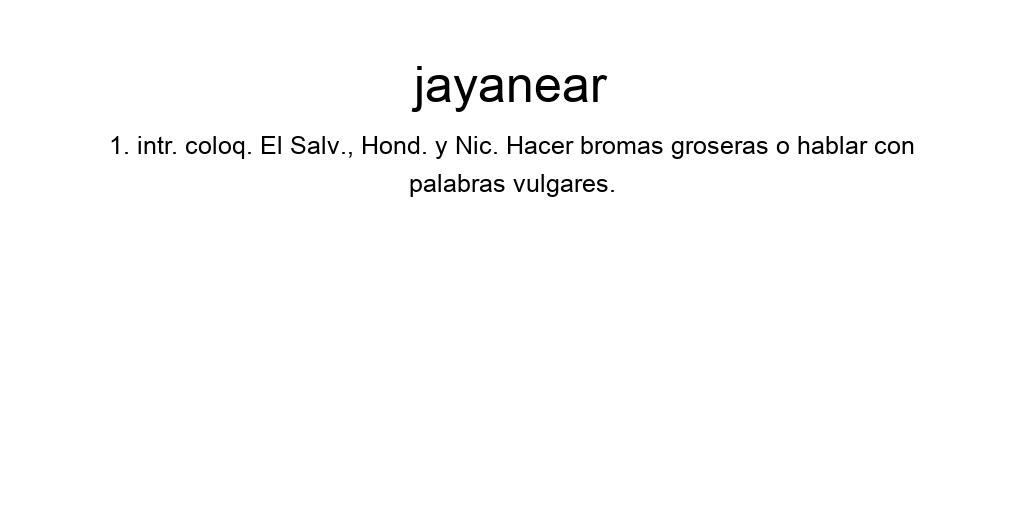 jayanear
1. intr. coloq. El Salv., Hond. y Nic. Hacer bromas groseras o hablar con
palabras vulgares.